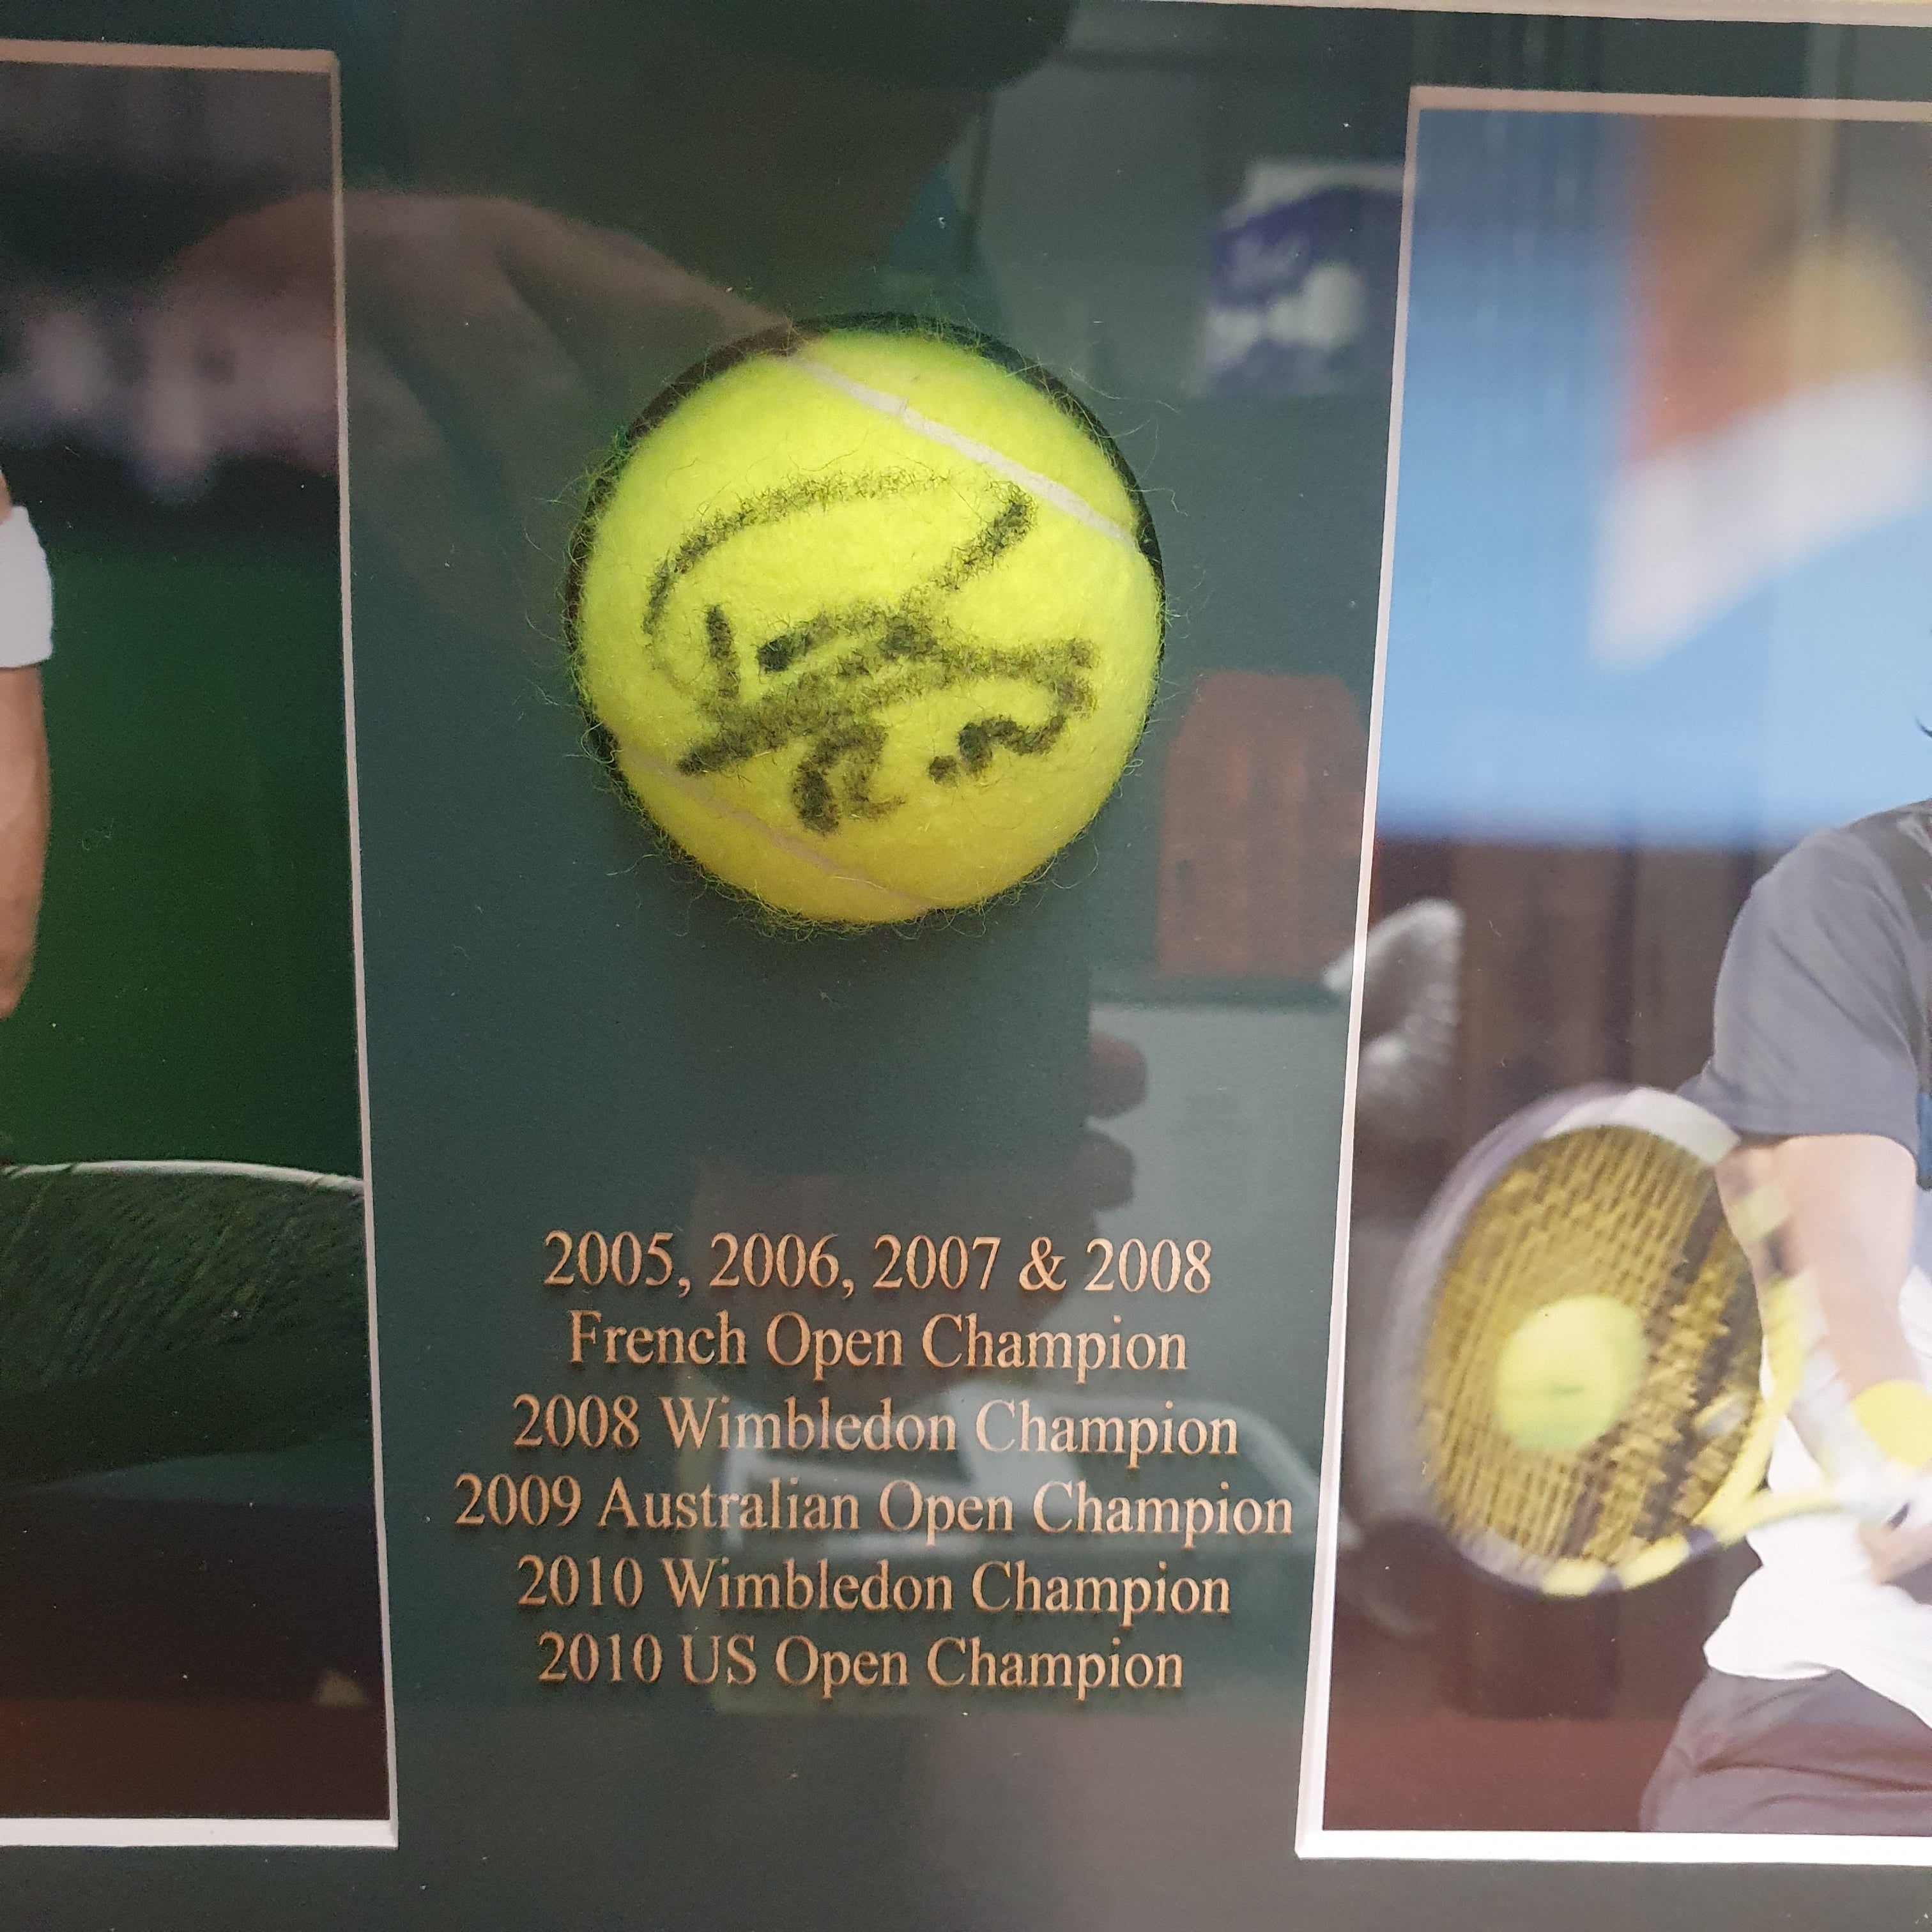 2005, 2006, 2007 & 2008
French Open Champion
2008 Wimbledon Champion
2009 Australian Open Champion
2010 Wimbledon Champion
2010 US Open Champion